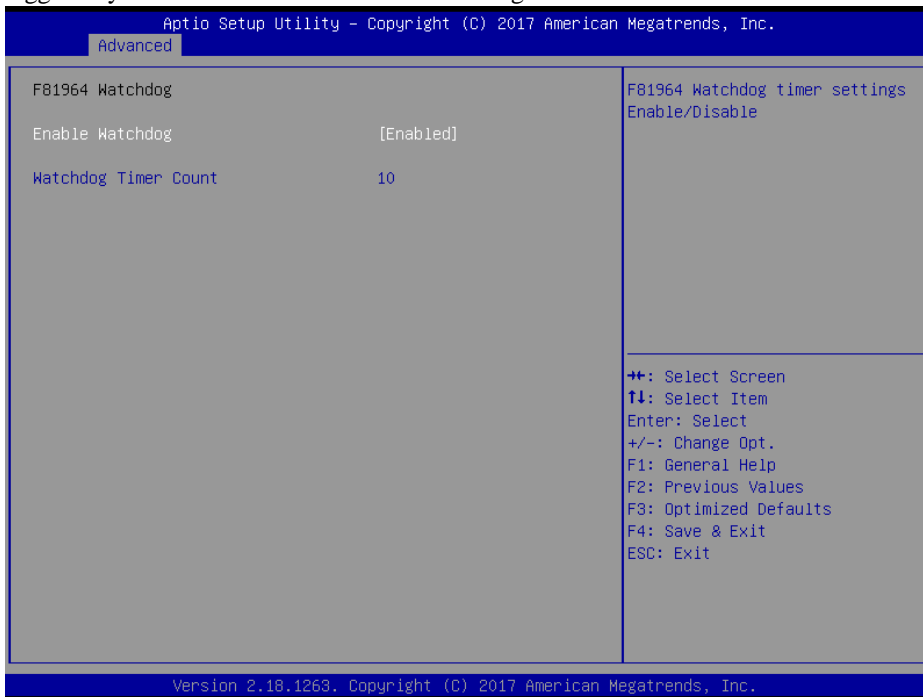 Aptio Setup Utility – Copyright (C) 2017 American Megatrends, Inc.
Advanced
F81964 Watchdog
Enable Watchdog [Enabled]
Watchdog Timer Count 10
F81964 Watchdog timer settings
Enable/Disable
→←: Select Screen
↑↓: Select Item
Enter: Select
+/-: Change Opt.
F1: General Help
F2: Previous Values
F3: Optimized Defaults
F4: Save & Exit
ESC: Exit
Version 2.18.1263. Copyright (C) 2017 American Megatrends, Inc.